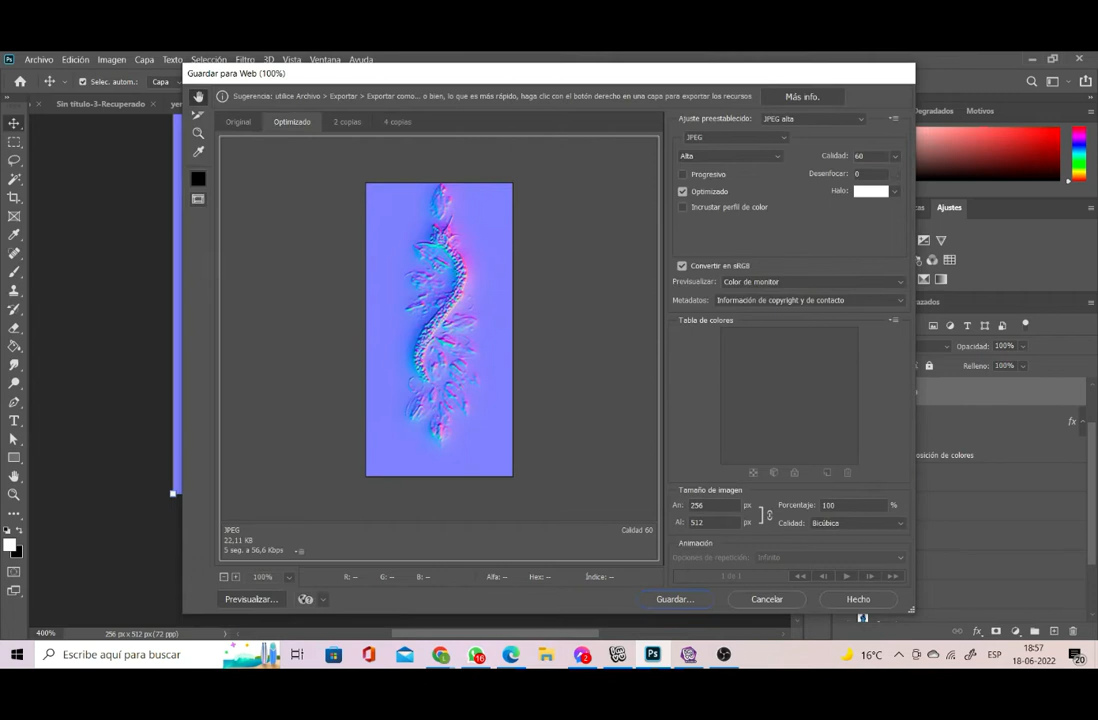 Ps Archivo Edición Imagen Capa Texto Selección Filtro 3D Vista Ventana Ayuda
Guardar para Web (100%)
Selec. autom.: Capa
Sugerencia: utilice Archivo > Exportar > Exportar como... o bien, lo que es más rápido, haga clic con el botón derecho en una capa para exportar los recursos
Más info.
Sin título-3-Recuperado
Original Optimizado 2 copias 4 copias
Ajuste preestablecido: JPEG alta
JPEG
Alta Calidad: 60
Progresivo Desenfocar: 0
Optimizado Halo:
Incrustar perfil de color
Convertir en sRGB
Previsualizar: Color de monitor
Metadatos: Información de copyright y de contacto
Tabla de colores
Tamaño de imagen
An: 256 px Porcentaje: 100 %
Al: 512 px Calidad: Bicúbica
Animación
Opciones de repetición: Infinito
1 de 1
JPEG Calidad 60
22,11 KB
5 seg. a 56,6 Kbps
100% R: -- G: -- B: -- Alfa: -- Hex: -- Índice: --
Previsualizar... Guardar... Cancelar Hecho
Degradados Motivos
Ajustes
Opacidad: 100%
Relleno: 100%
fx
posición de colores
400% 256 px x 512 px (72 ppp)
Escribe aquí para buscar
16
2
16°C
ESP
18:57
18-06-2022
20